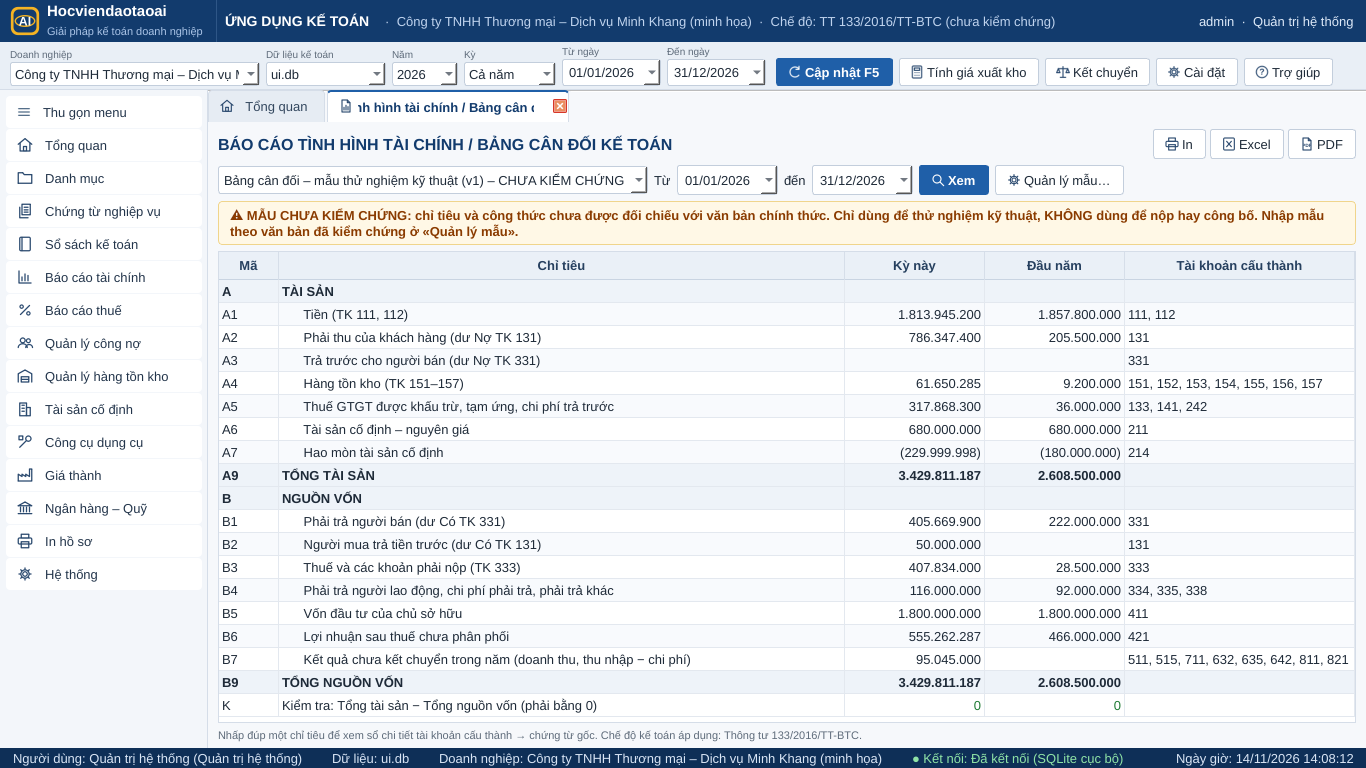 Hocviendaotaoai
Giải pháp kế toán doanh nghiệp
AI
ỨNG DỤNG KẾ TOÁN · Công ty TNHH Thương mại – Dịch vụ Minh Khang (minh họa) · Chế độ: TT 133/2016/TT-BTC (chưa kiểm chứng)
admin · Quản trị hệ thống
Doanh nghiệp Dữ liệu kế toán Năm Kỳ Từ ngày Đến ngày
Công ty TNHH Thương mại – Dịch vụ ui.db 2026 Cả năm 01/01/2026 31/12/2026 Cập nhật F5 Tính giá xuất kho Kết chuyển Cài đặt Trợ giúp
Thu gọn menu
Tổng quan
Danh mục
Chứng từ nghiệp vụ
Sổ sách kế toán
Báo cáo tài chính
Báo cáo thuế
Quản lý công nợ
Quản lý hàng tồn kho
Tài sản cố định
Công cụ dụng cụ
Giá thành
Ngân hàng – Quỹ
In hồ sơ
Hệ thống
Tổng quan
hình tài chính / Bảng cân
BÁO CÁO TÌNH HÌNH TÀI CHÍNH / BẢNG CÂN ĐỐI KẾ TOÁN
In Excel PDF
Bảng cân đối – mẫu thử nghiệm kỹ thuật (v1) – CHƯA KIỂM CHỨNG Từ 01/01/2026 đến 31/12/2026 Xem Quản lý mẫu…
⚠ MẪU CHƯA KIỂM CHỨNG: chỉ tiêu và công thức chưa được đối chiếu với văn bản chính thức. Chỉ dùng để thử nghiệm kỹ thuật, KHÔNG dùng để nộp hay công bố. Nhập mẫu
theo văn bản đã kiểm chứng ở «Quản lý mẫu».
Mã Chỉ tiêu Kỳ này Đầu năm Tài khoản cấu thành
A TÀI SẢN
A1 Tiền (TK 111, 112) 1.813.945.200 1.857.800.000 111, 112
A2 Phải thu của khách hàng (dư Nợ TK 131) 786.347.400 205.500.000 131
A3 Trả trước cho người bán (dư Nợ TK 331) 331
A4 Hàng tồn kho (TK 151–157) 61.650.285 9.200.000 151, 152, 153, 154, 155, 156, 157
A5 Thuế GTGT được khấu trừ, tạm ứng, chi phí trả trước 317.868.300 36.000.000 133, 141, 242
A6 Tài sản cố định – nguyên giá 680.000.000 680.000.000 211
A7 Hao mòn tài sản cố định (229.999.998) (180.000.000) 214
A9 TỔNG TÀI SẢN 3.429.811.187 2.608.500.000
B NGUỒN VỐN
B1 Phải trả người bán (dư Có TK 331) 405.669.900 222.000.000 331
B2 Người mua trả tiền trước (dư Có TK 131) 50.000.000 131
B3 Thuế và các khoản phải nộp (TK 333) 407.834.000 28.500.000 333
B4 Phải trả người lao động, chi phí phải trả, phải trả khác 116.000.000 92.000.000 334, 335, 338
B5 Vốn đầu tư của chủ sở hữu 1.800.000.000 1.800.000.000 411
B6 Lợi nhuận sau thuế chưa phân phối 555.262.287 466.000.000 421
B7 Kết quả chưa kết chuyển trong năm (doanh thu, thu nhập − chi phí) 95.045.000 511, 515, 711, 632, 635, 642, 811, 821
B9 TỔNG NGUỒN VỐN 3.429.811.187 2.608.500.000
K Kiểm tra: Tổng tài sản − Tổng nguồn vốn (phải bằng 0) 0 0
Nhấp đúp một chỉ tiêu để xem số chi tiết tài khoản cấu thành → chứng từ gốc. Chế độ kế toán áp dụng: Thông tư 133/2016/TT-BTC.
Người dùng: Quản trị hệ thống (Quản trị hệ thống) Dữ liệu: ui.db Doanh nghiệp: Công ty TNHH Thương mại – Dịch vụ Minh Khang (minh họa) ● Kết nối: Đã kết nối (SQLite cục bộ) Ngày giờ: 14/11/2026 14:08:12